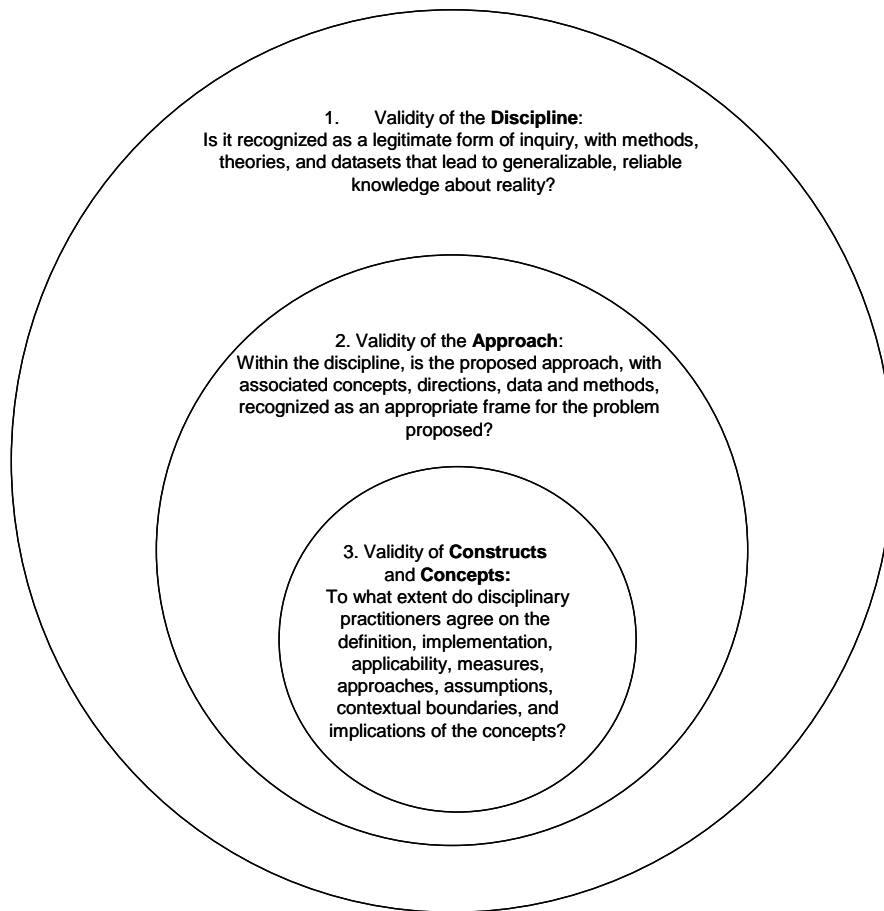 1. Validity of the Discipline:
Is it recognized as a legitimate form of inquiry, with methods,
theories, and datasets that lead to generalizable, reliable
knowledge about reality?
2. Validity of the Approach:
Within the discipline, is the proposed approach, with
associated concepts, directions, data and methods,
recognized as an appropriate frame for the problem
proposed?
3. Validity of Constructs
and Concepts:
To what extent do disciplinary
practitioners agree on the
definition, implementation,
applicability, measures,
approaches, assumptions,
contextual boundaries, and
implications of the concepts?